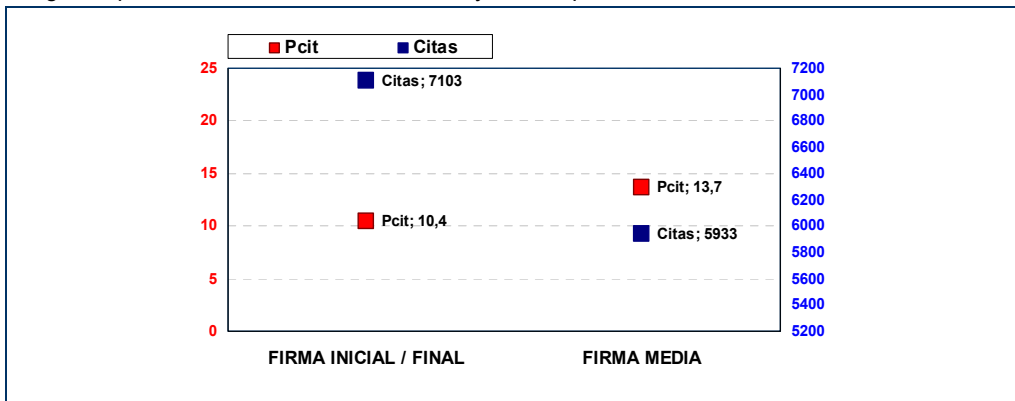 Pcit Citas
25 7200
Citas; 7103
7000
20 6800
6600
15 6400
Pcit; 13,7
6200
10 6000
Pcit; 10,4
Citas; 5933
5800
5 5600
5400
0 5200
FIRMA INICIAL / FINAL FIRMA MEDIA